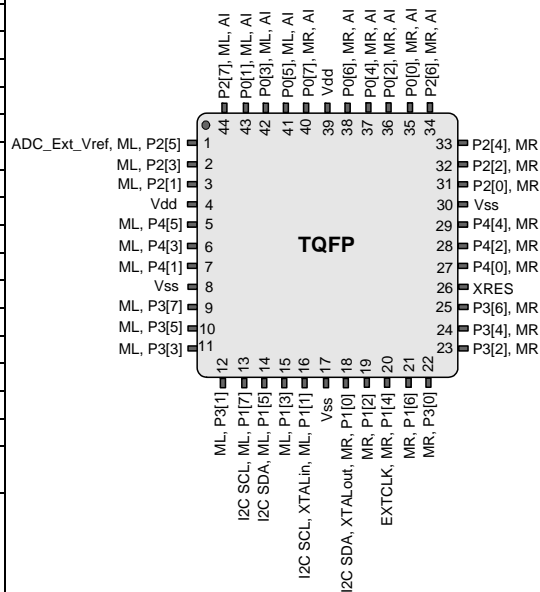 P2[7], ML, AI
P0[1], ML, AI
P0[3], ML, AI
P0[5], ML, AI
P0[7], MR, AI
Vdd
P0[6], MR, AI
P0[4], MR, AI
P0[2], MR, AI
P0[0], MR, AI
P2[6], MR, AI
44
43
42
41
40
39
38
37
36
35
34
ADC_Ext_Vref, ML, P2[5] 1
ML, P2[3] 2
ML, P2[1] 3
Vdd 4
ML, P4[5] 5
ML, P4[3] 6
ML, P4[1] 7
Vss 8
ML, P3[7] 9
ML, P3[5] 10
ML, P3[3] 11
TQFP
33 P2[4], MR
32 P2[2], MR
31 P2[0], MR
30 Vss
29 P4[4], MR
28 P4[2], MR
27 P4[0], MR
26 XRES
25 P3[6], MR
24 P3[4], MR
23 P3[2], MR
12
13
14
15
16
17
18
19
20
21
22
ML, P3[1]
I2C SCL, ML, P1[7]
I2C SDA, ML, P1[5]
ML, P1[3]
I2C SCL, XTALin, ML, P1[1]
Vss
I2C SDA, XTALout, MR, P1[0]
MR, P1[2]
EXTCLK, MR, P1[4]
MR, P1[6]
MR, P3[0]